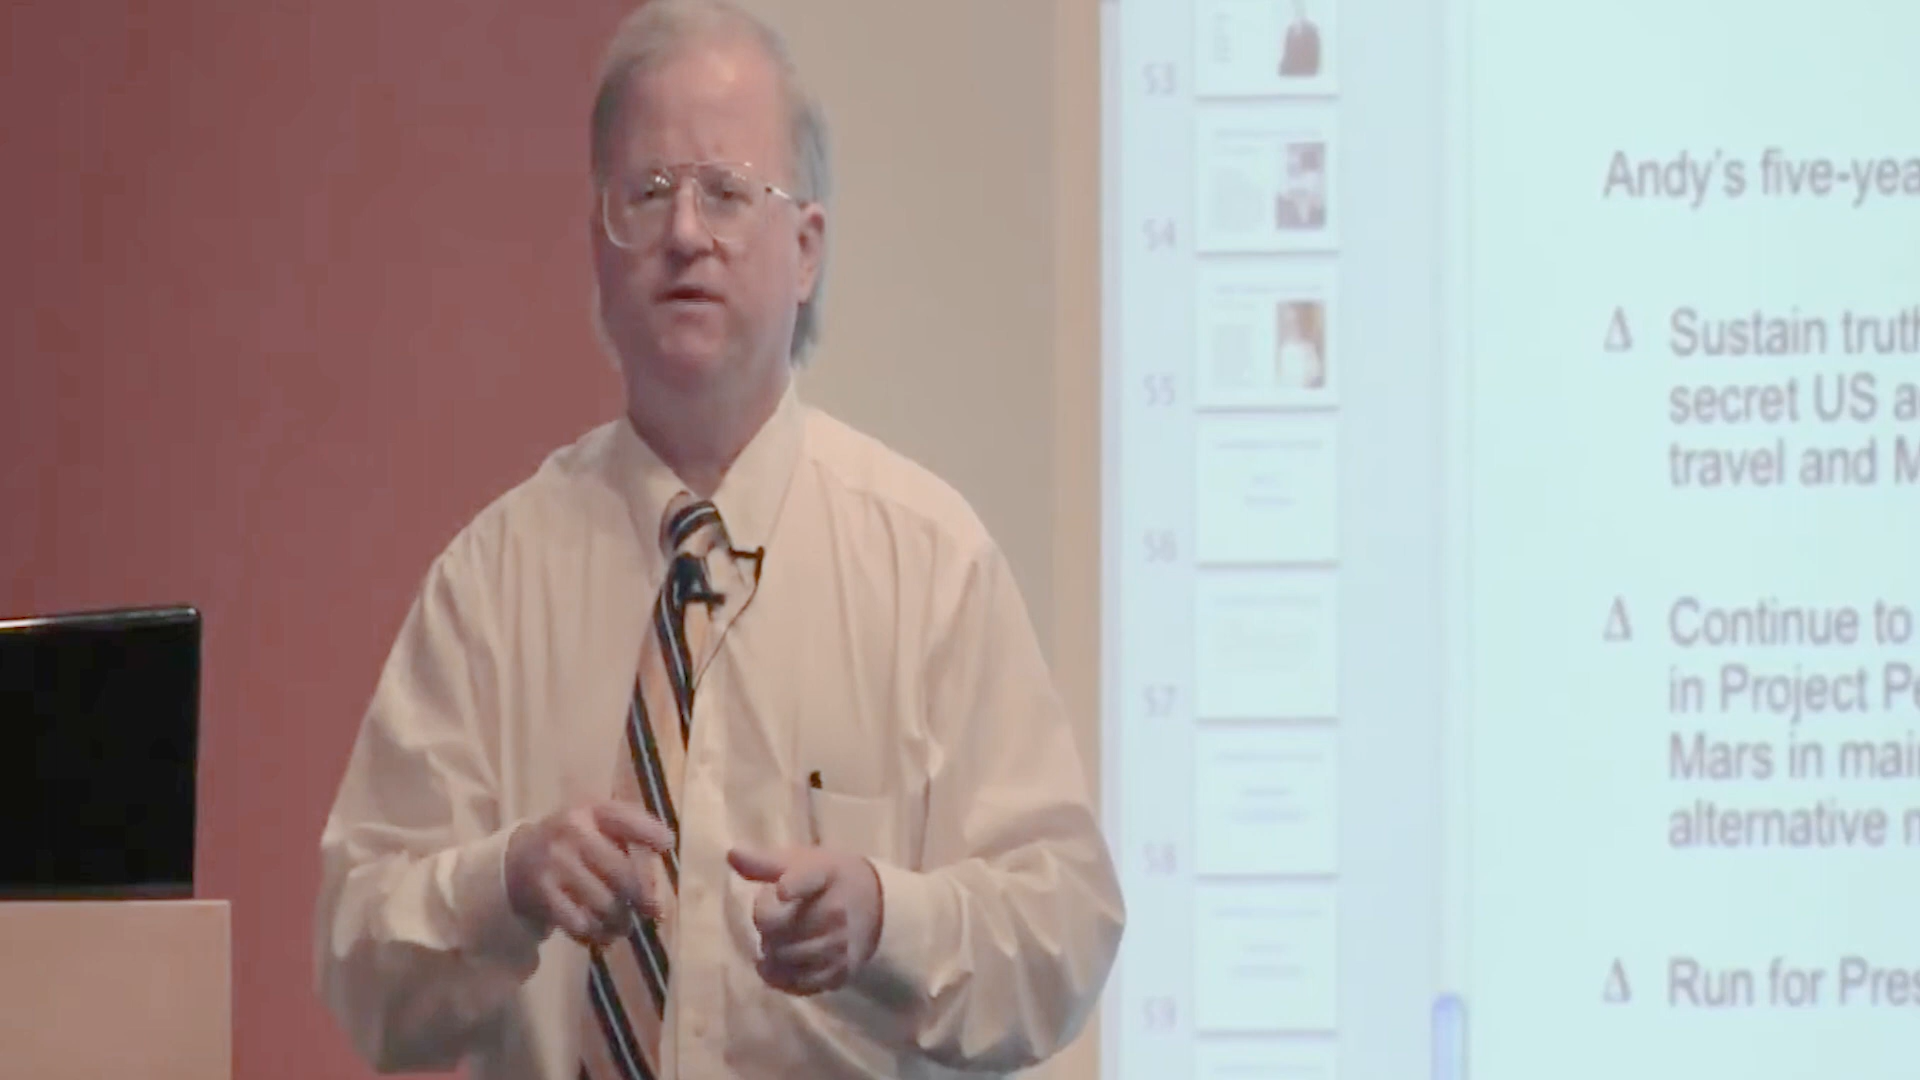 53
54
55
56
57
58
59
Andy's five-yea
Δ Sustain truth
secret US a
travel and M
Δ Continue to
in Project Pe
Mars in mai
alternative
Δ Run for Pres